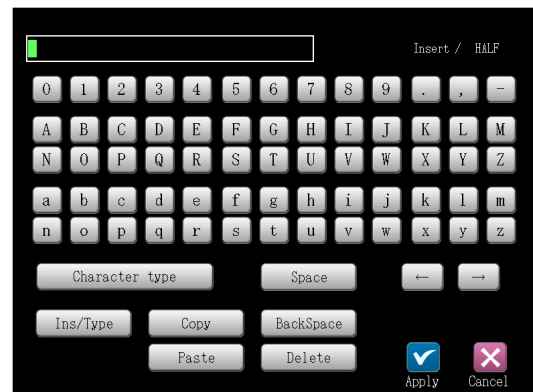 Insert / HALF
0 1 2 3 4 5 6 7 8 9 . , -
A B C D E F G H I J K L M
N O P Q R S T U V W X Y Z
a b c d e f g h i j k l m
n o p q r s t u v w x y z
Character type Space ← →
Ins/Type Copy BackSpace
Paste Delete
Apply Cancel